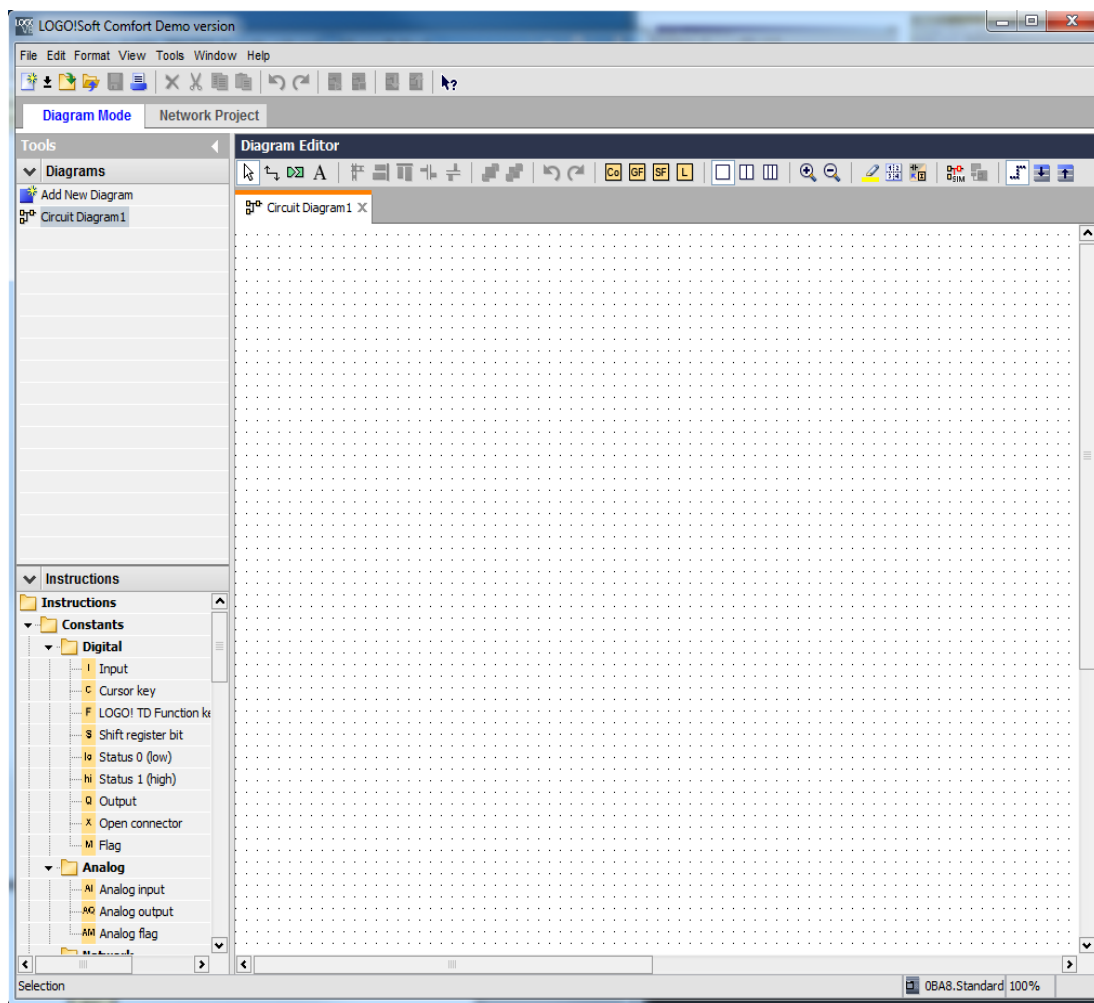 LOGO!Soft Comfort Demo version
File Edit Format View Tools Window Help
Diagram Mode Network Project
Tools
Diagram Editor
Diagrams
A
Co GF SF L
SIM
Add New Diagram
Circuit Diagram1
Circuit Diagram1 X
Instructions
Instructions
Constants
Digital
I Input
C Cursor key
F LOGO! TD Function ke
S Shift register bit
lo Status 0 (low)
hi Status 1 (high)
Q Output
X Open connector
M Flag
Analog
AI Analog input
AQ Analog output
AM Analog flag
Network
Selection
0BA8.Standard 100%